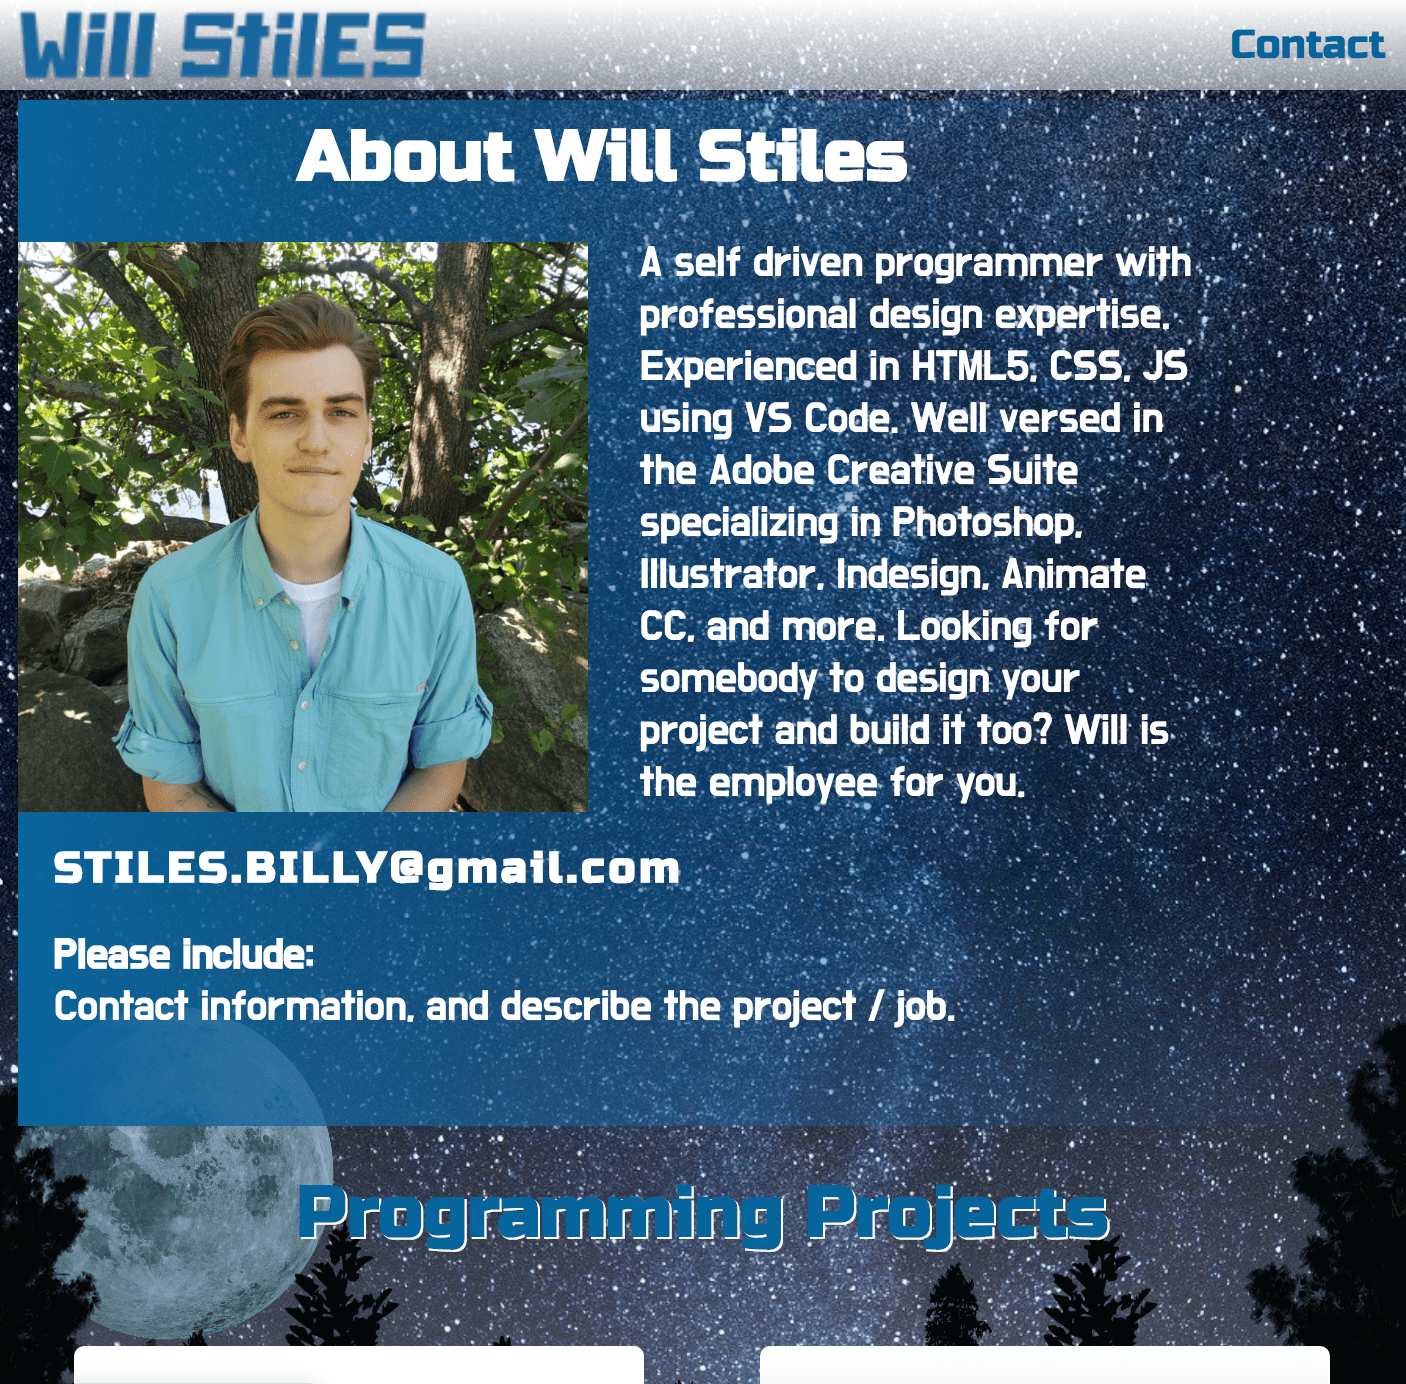 Will StilES
Contact
About Will Stiles
A self driven programmer with
professional design expertise.
Experienced in HTML5, CSS, JS
using VS Code. Well versed in
the Adobe Creative Suite
specializing in Photoshop,
Illustrator, Indesign, Animate
CC, and more. Looking for
somebody to design your
project and build it too? Will is
the employee for you.
STILES.BILLY@gmail.com
Please include:
Contact information, and describe the project / job.
Programming Projects